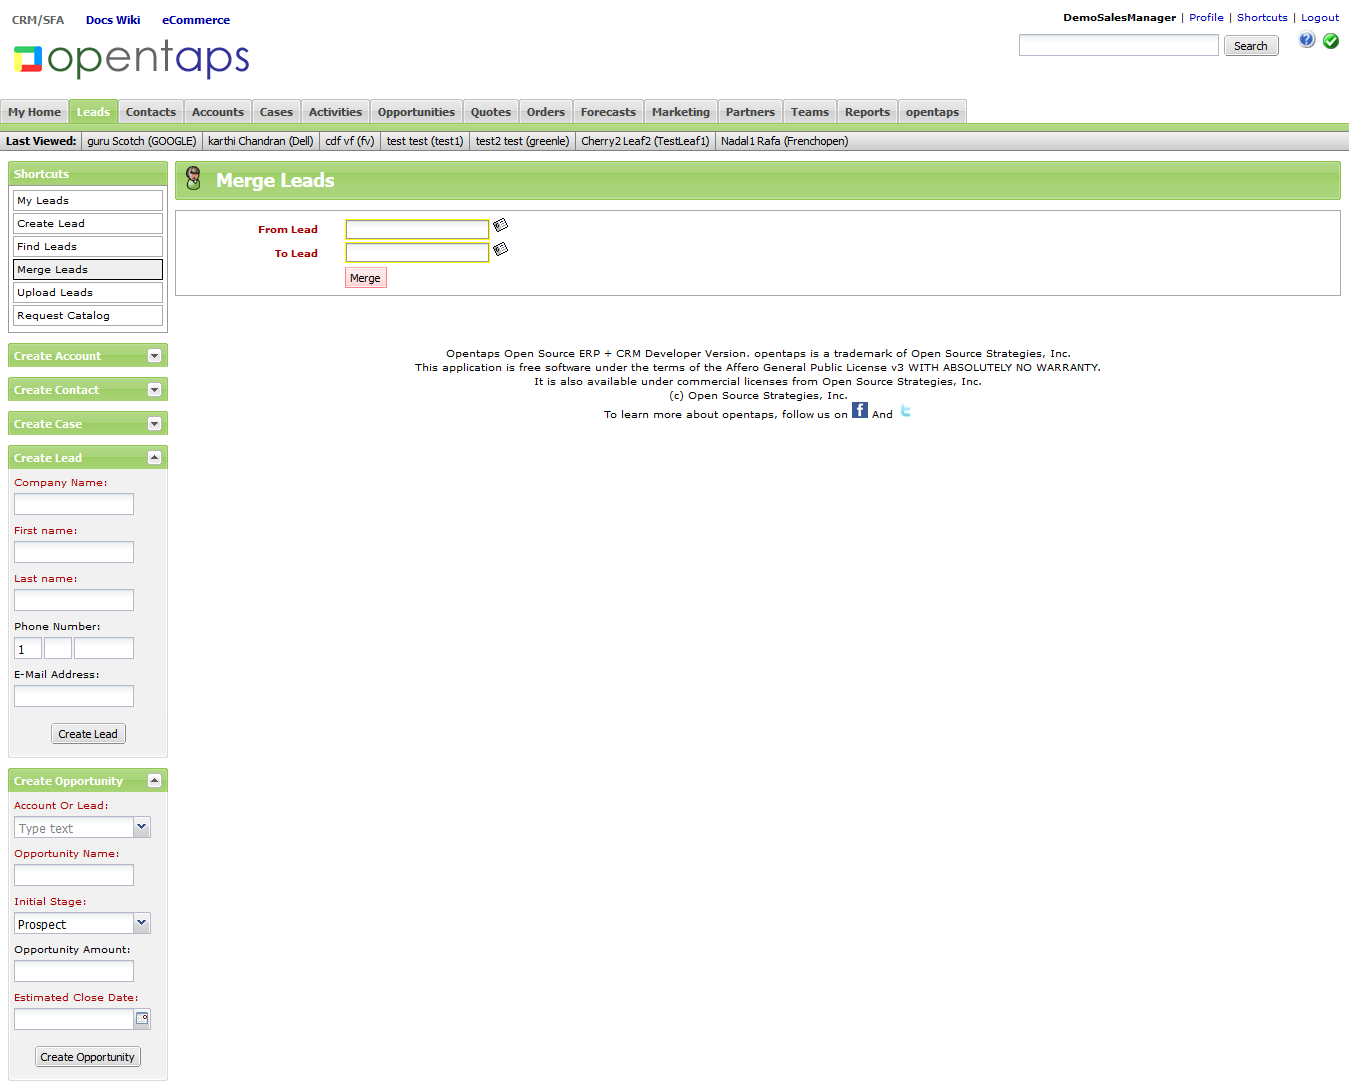 CRM/SFA Docs Wiki eCommerce
DemoSalesManager | Profile | Shortcuts | Logout
opentaps
Search
My Home Leads Contacts Accounts Cases Activities Opportunities Quotes Orders Forecasts Marketing Partners Teams Reports opentaps
Last Viewed: guru Scotch (GOOGLE) karthi Chandran (Dell) cdf vf (fv) test test (test1) test2 test (greenle) Cherry2 Leaf2 (TestLeaf1) Nadal1 Rafa (Frenchopen)
Shortcuts
My Leads
Create Lead
Find Leads
Merge Leads
Upload Leads
Request Catalog
Create Account
Create Contact
Create Case
Create Lead
Company Name:
First name:
Last name:
Phone Number:
1
E-Mail Address:
Create Lead
Create Opportunity
Account Or Lead:
Type text
Opportunity Name:
Initial Stage:
Prospect
Opportunity Amount:
Estimated Close Date:
Create Opportunity
Merge Leads
From Lead
To Lead
Merge
Opentaps Open Source ERP + CRM Developer Version. opentaps is a trademark of Open Source Strategies, Inc.
This application is free software under the terms of the Affero General Public License v3 WITH ABSOLUTELY NO WARRANTY.
It is also available under commercial licenses from Open Source Strategies, Inc.
(c) Open Source Strategies, Inc.
To learn more about opentaps, follow us on f And t